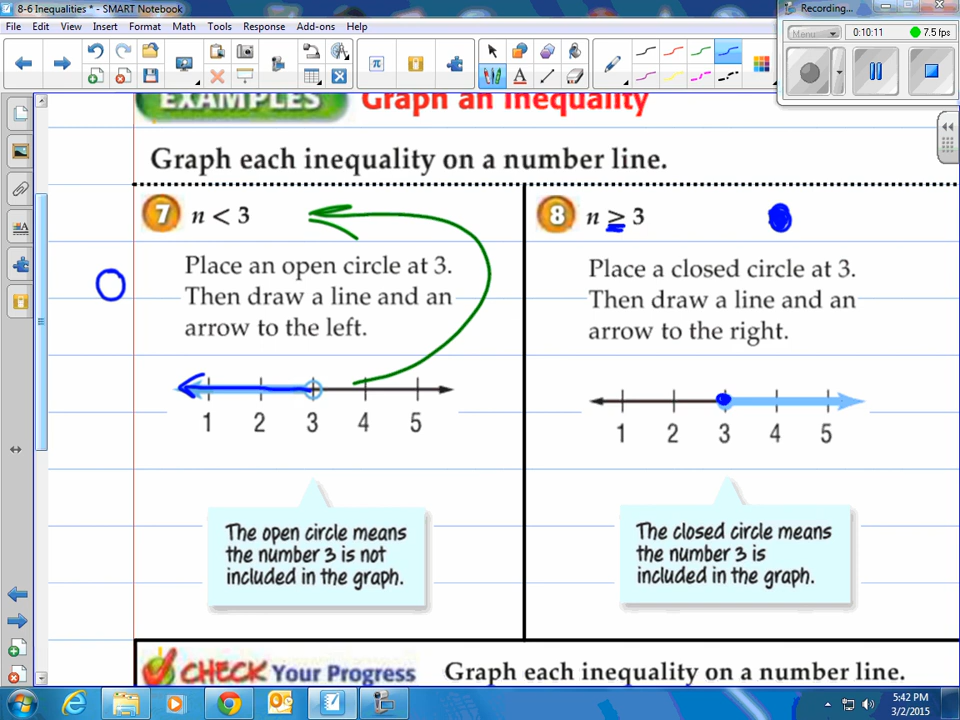 8-6 Inequalities * - SMART Notebook
Recording...
File Edit View Insert Format Math Tools Response Add-ons Help
Menu 0:10:11 7.5 fps
EXAMPLES Graph an Inequality
Graph each inequality on a number line.
7 n < 3
Place an open circle at 3.
Then draw a line and an
arrow to the left.
1 2 3 4 5
The open circle means
the number 3 is not
included in the graph.
8 n ≥ 3
Place a closed circle at 3.
Then draw a line and an
arrow to the right.
1 2 3 4 5
The closed circle means
the number 3 is
included in the graph.
CHECK Your Progress Graph each inequality on a number line.
5:42 PM
3/2/2015